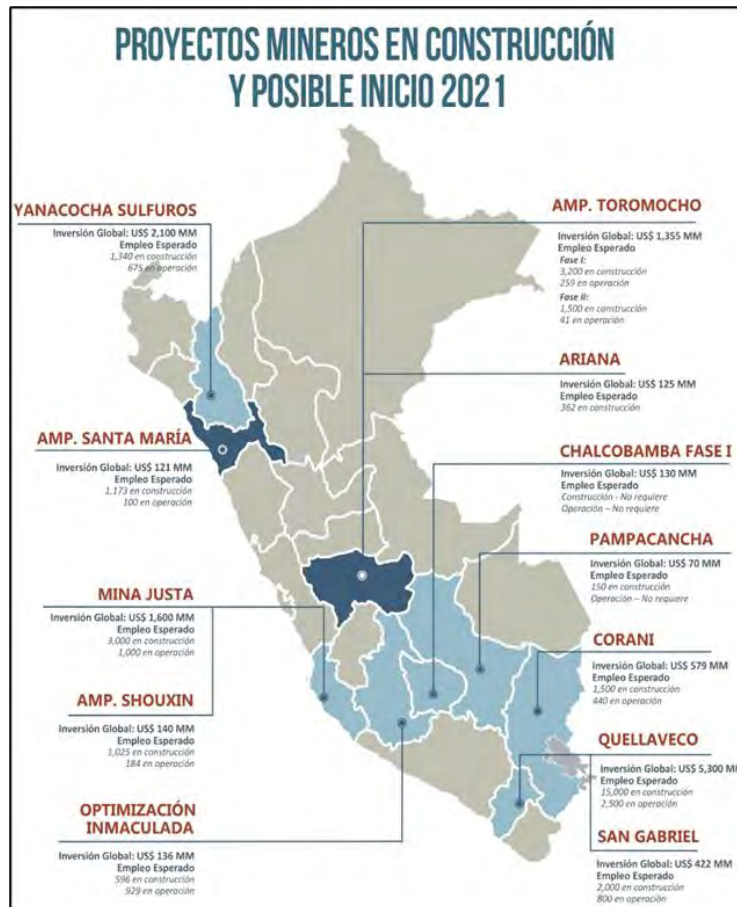 PROYECTOS MINEROS EN CONSTRUCCIÓN
Y POSIBLE INICIO 2021
YANACOCHA SULFUROS
Inversión Global: US$ 2,100 MM
Empleo Esperado
1,340 en construcción
675 en operación
AMP. SANTA MARÍA
Inversión Global: US$ 121 MM
Empleo Esperado
1,173 en construcción
100 en operación
MINA JUSTA
Inversión Global: US$ 1,600 MM
Empleo Esperado
3,000 en construcción
1,000 en operación
AMP. SHOUXIN
Inversión Global: US$ 140 MM
Empleo Esperado
1,025 en construcción
184 en operación
OPTIMIZACIÓN
INMACULADA
Inversión Global: US$ 136 MM
Empleo Esperado
596 en construcción
929 en operación
AMP. TOROMOCHO
Inversión Global: US$ 1,355 MM
Empleo Esperado
Fase I:
3,200 en construcción
259 en operación
Fase II:
1,500 en construcción
41 en operación
ARIANA
Inversión Global: US$ 125 MM
Empleo Esperado
362 en construcción
CHALCOBAMBA FASE I
Inversión Global: US$ 130 MM
Empleo Esperado
Construcción - No requiere
Operación – No requiere
PAMPACANCHA
Inversión Global: US$ 70 MM
Empleo Esperado
150 en construcción
Operación – No requiere
CORANI
Inversión Global: US$ 579 MM
Empleo Esperado
1,500 en construcción
440 en operación
QUELLAVECO
Inversión Global: US$ 5,300 MM
Empleo Esperado
15,000 en construcción
2,500 en operación
SAN GABRIEL
Inversión Global: US$ 422 MM
Empleo Esperado
2,000 en construcción
800 en operación